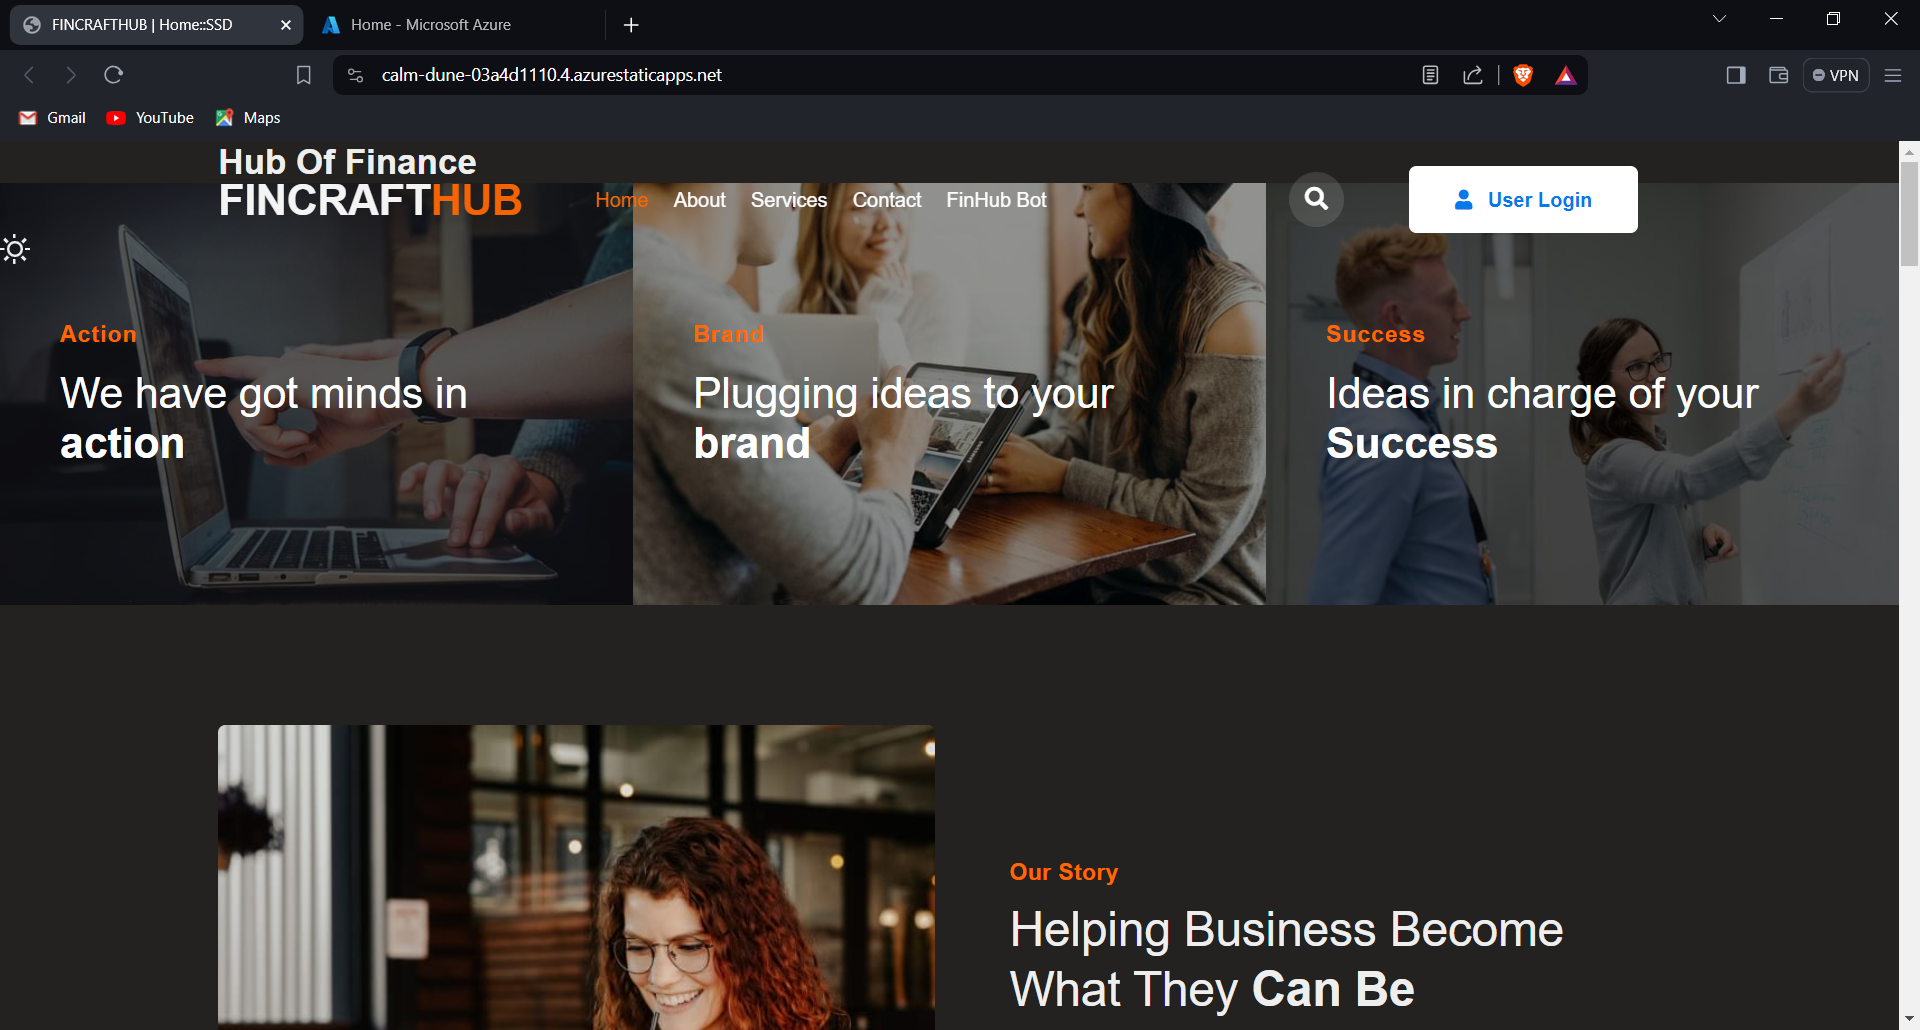 FINCRAFTHUB | Home::SSD
Home - Microsoft Azure
calm-dune-03a4d1110.4.azurestaticapps.net
VPN
Gmail
YouTube
Maps
Hub Of Finance
FINCRAFTHUB
Home
About
Services
Contact
FinHub Bot
User Login
Action
We have got minds in
action
Brand
Plugging ideas to your
brand
Success
Ideas in charge of your
Success
SAMSUNG
Our Story
Helping Business Become
What They Can Be